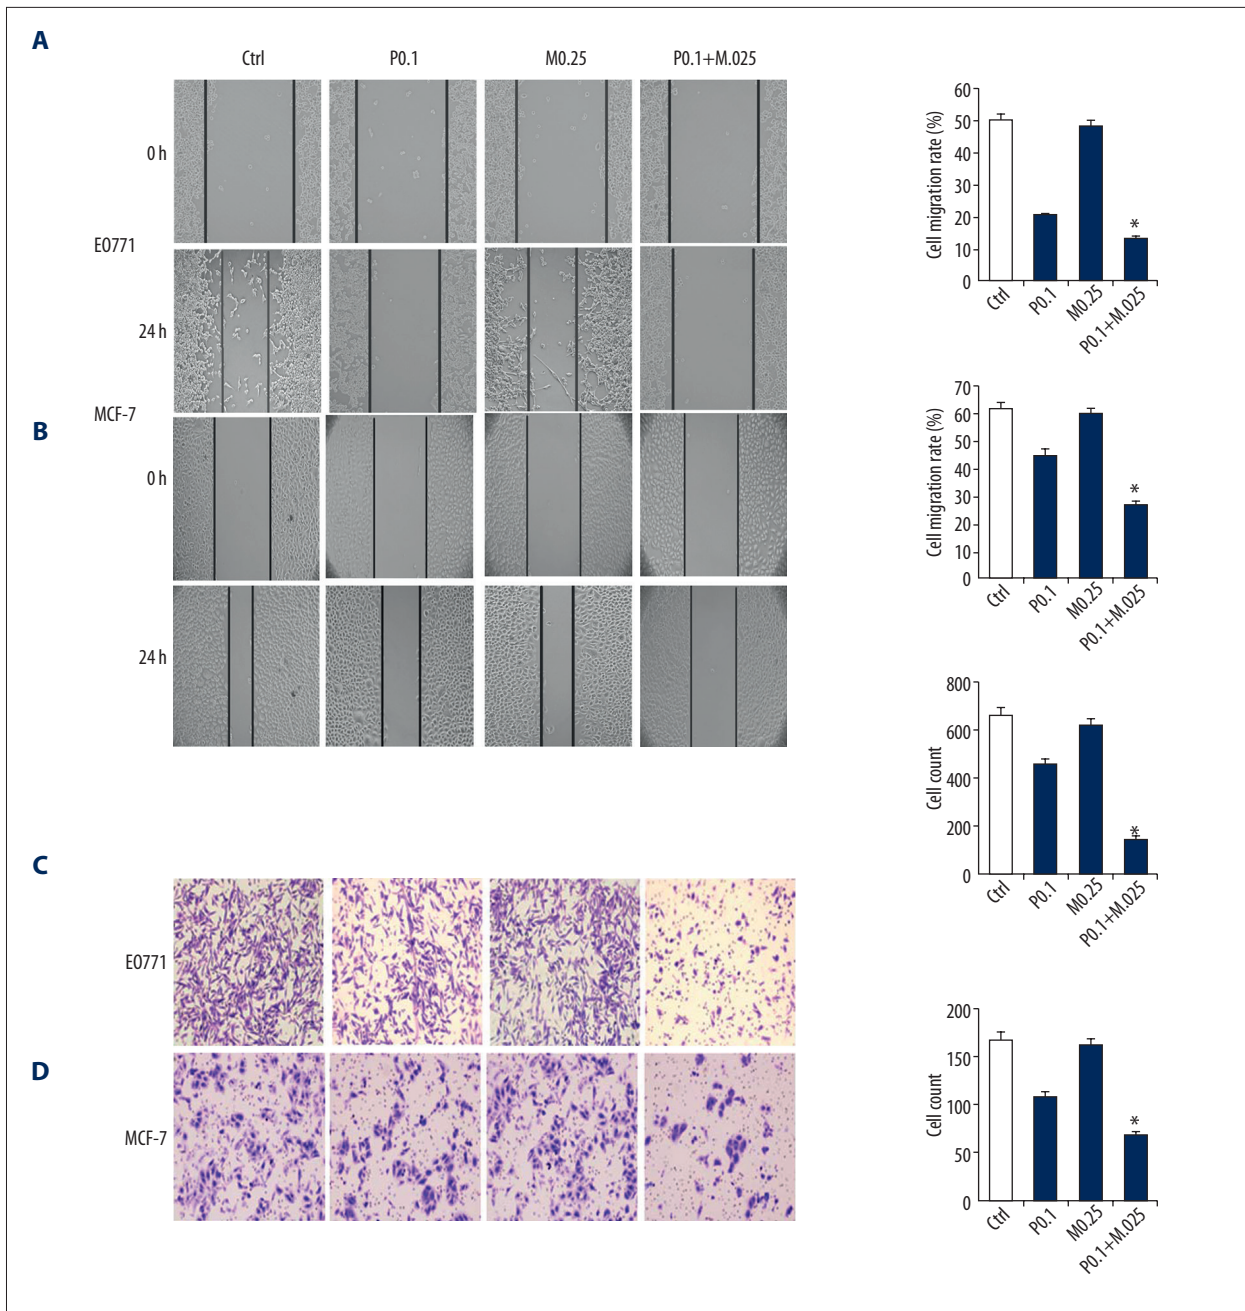 A
Ctrl P0.1 M0.25 P0.1+M.025
0 h
E0771
24 h
MCF-7
B
0 h
24 h
C
E0771
D
MCF-7
60
50
40
30
20
10
0
Cell migration rate (%)
*
Ctrl P0.1 M0.25 P0.1+M.025
70
60
50
40
30
20
10
0
Cell migration rate (%)
*
Ctrl P0.1 M0.25 P0.1+M.025
800
600
400
200
0
Cell count
*
Ctrl P0.1 M0.25 P0.1+M.025
200
150
100
50
0
Cell count
*
Ctrl P0.1 M0.25 P0.1+M.025